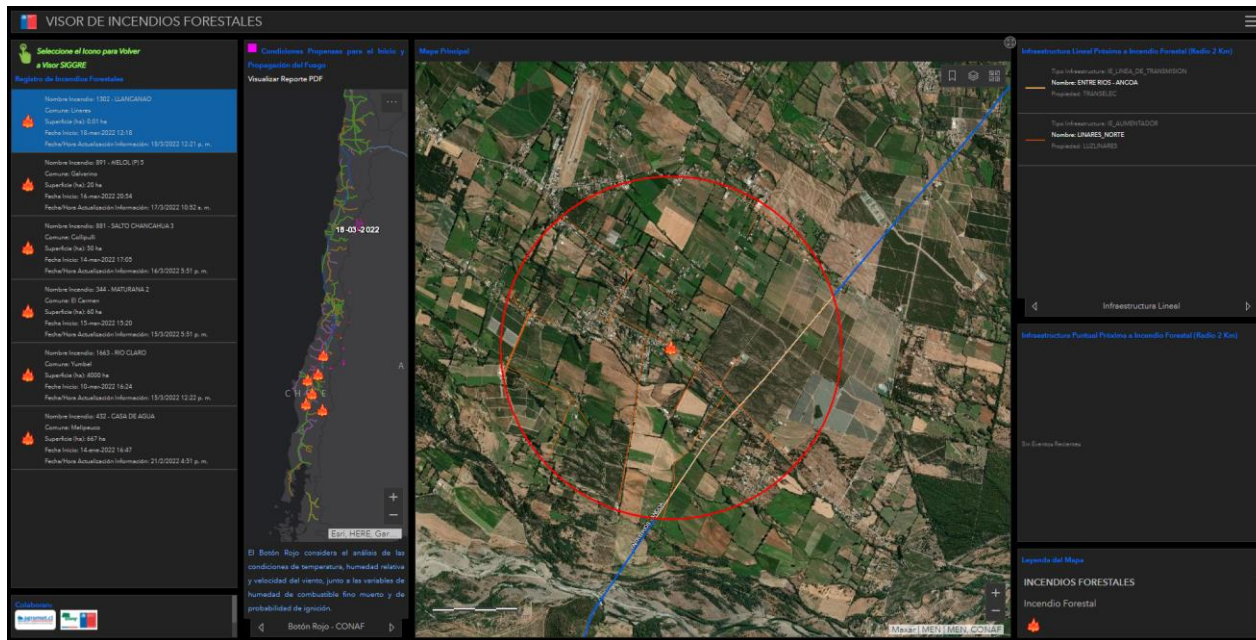 VISOR DE INCENDIOS FORESTALES
Seleccione el Icono para Volver
a Visor SIGGRE
Registro de Incendios Forestales
Nombre Incendio: 1302 - LLANCANAO
Comuna: Linares
Superficie (ha): 0.01 ha
Fecha Inicio: 18-mar-2022 12:18
Fecha/Hora Actualización Información: 18/3/2022 12:21 p. m.
Nombre Incendio: 891 - HELOL (P) 5
Comuna: Galvarino
Superficie (ha): 20 ha
Fecha Inicio: 16-mar-2022 20:54
Fecha/Hora Actualización Información: 17/3/2022 10:52 a. m.
Nombre Incendio: 881 - SALTO CHANCAHUA 3
Comuna: Collipulli
Superficie (ha): 50 ha
Fecha Inicio: 14-mar-2022 17:05
Fecha/Hora Actualización Información: 16/3/2022 5:51 p. m.
Nombre Incendio: 344 - MATURANA 2
Comuna: El Carmen
Superficie (ha): 60 ha
Fecha Inicio: 15-mar-2022 15:20
Fecha/Hora Actualización Información: 15/3/2022 5:51 p. m.
Nombre Incendio: 1663 - RIO CLARO
Comuna: Yumbel
Superficie (ha): 8000 ha
Fecha Inicio: 10-mar-2022 16:24
Fecha/Hora Actualización Información: 15/3/2022 12:22 p. m.
Nombre Incendio: 432 - CASA DE AGUA
Comuna: Melipeuco
Superficie (ha): 667 ha
Fecha Inicio: 14-ene-2022 16:47
Fecha/Hora Actualización Información: 21/2/2022 4:31 p. m.
Colaboran:
agromet.cl
Condiciones Propensas para el Inicio y
Propagación del Fuego
Visualizar Reporte PDF
18-03-2022
CHILE
A
Esri, HERE, Gar...
El Botón Rojo considera el análisis de las
condiciones de temperatura, humedad relativa
y velocidad del viento, junto a las variables de
humedad de combustible fino muerto y de
probabilidad de ignición.
Botón Rojo - CONAF
Mapa Principal
Maxar | MEN | MEN, CONAF
Infraestructura Lineal Próxima a Incendio Forestal (Radio 2 Km)
Tipo Infraestructura: IE_LINEA_DE_TRANSMISION
Nombre: ENTRE RIOS - ANCOA
Propiedad: TRANSELEC
Tipo Infraestructura: IE_ALIMENTADOR
Nombre: LINARES_NORTE
Propiedad: LUZLINARES
Infraestructura Lineal
Infraestructura Puntual Próxima a Incendio Forestal (Radio 2 Km)
Sin Eventos Recientes
Leyenda del Mapa
INCENDIOS FORESTALES
Incendio Forestal